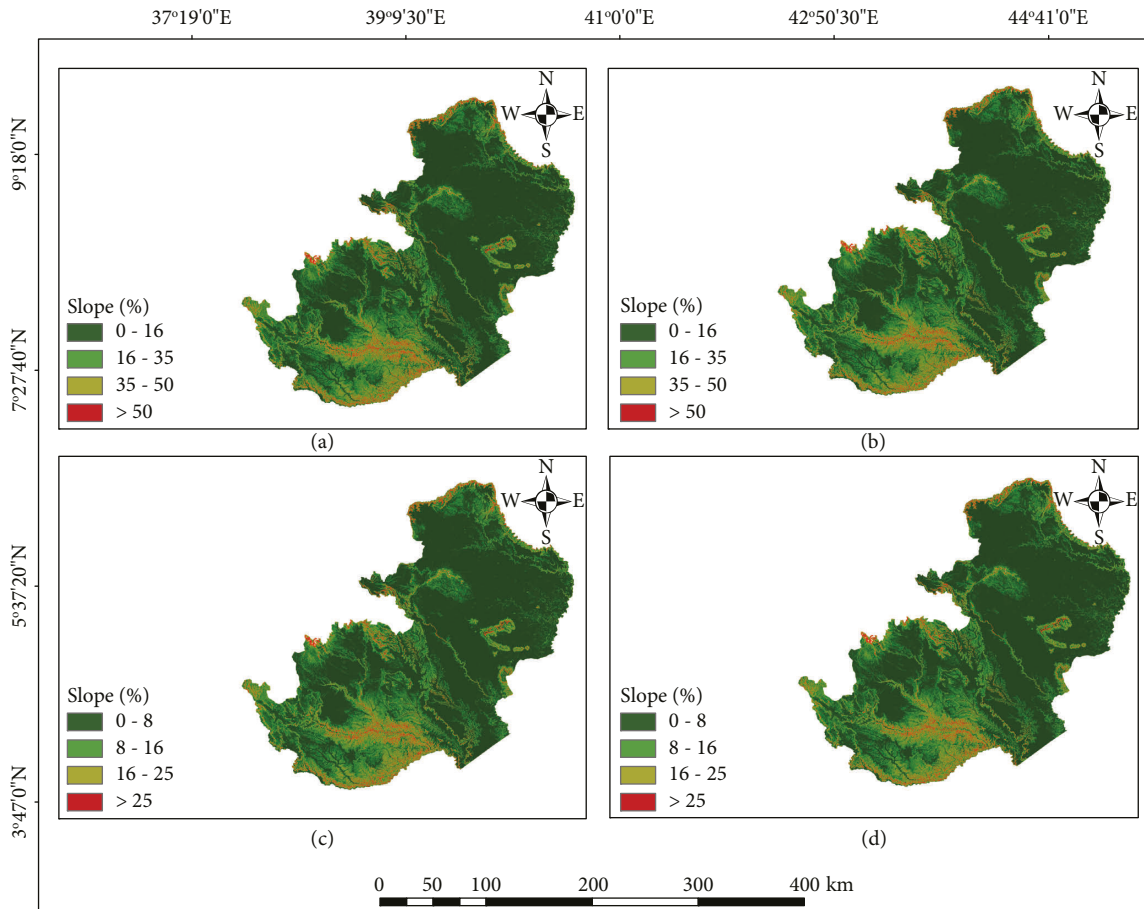 37°19'0"E 39°9'30"E 41°0'0"E 42°50'30"E 44°41'0"E
9°18'0"N
7°27'40"N
5°37'20"N
3°47'0"N
N
W E
S
Slope (%)
0 - 16
16 - 35
35 - 50
> 50
(a)
N
W E
S
Slope (%)
0 - 16
16 - 35
35 - 50
> 50
(b)
N
W E
S
Slope (%)
0 - 8
8 - 16
16 - 25
> 25
(c)
N
W E
S
Slope (%)
0 - 8
8 - 16
16 - 25
> 25
(d)
0 50 100 200 300 400 km